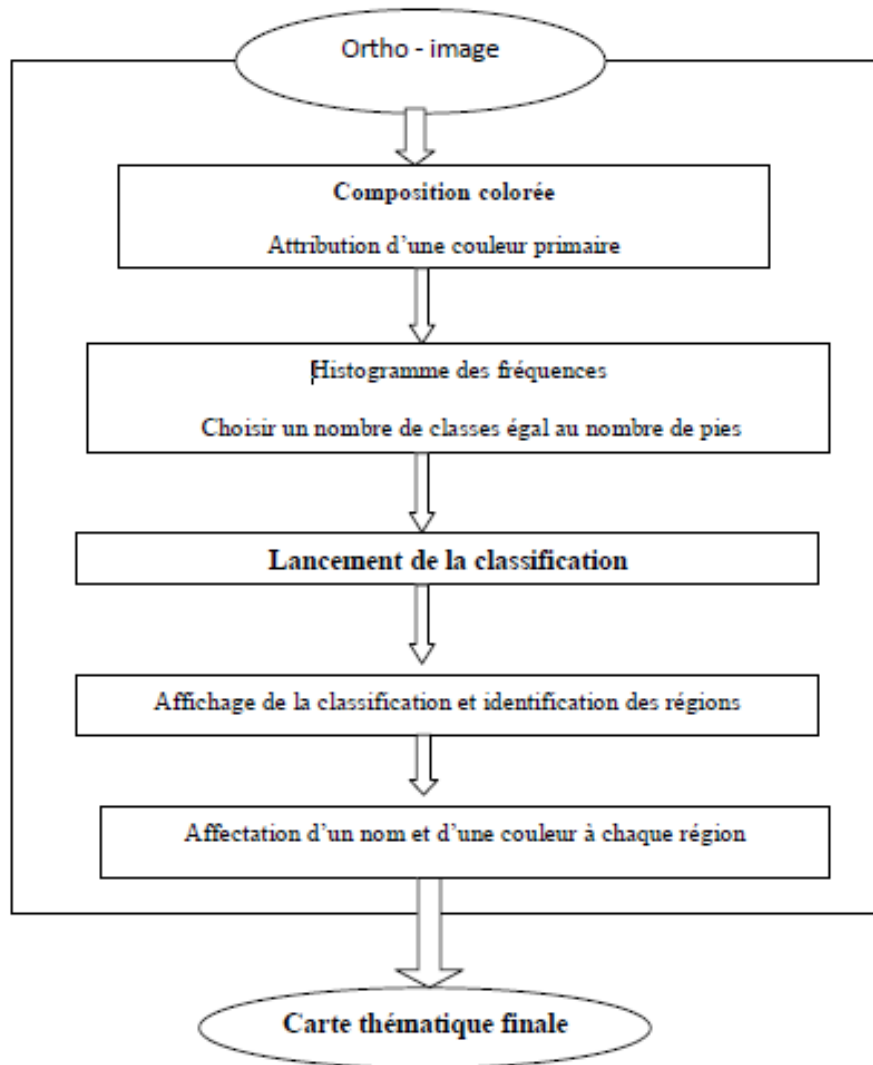 Ortho - image
Composition colorée
Attribution d’une couleur primaire
Histogramme des fréquences
Choisir un nombre de classes égal au nombre de pies
Lancement de la classification
Affichage de la classification et identification des régions
Affectation d’un nom et d’une couleur à chaque région
Carte thématique finale